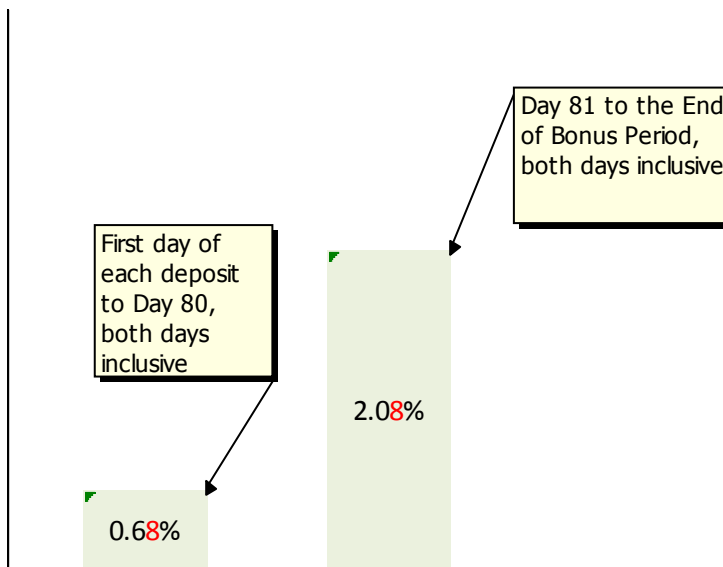 Day 81 to the End
of Bonus Period,
both days inclusive
First day of
each deposit
to Day 80,
both days
inclusive
2.08%
0.68%